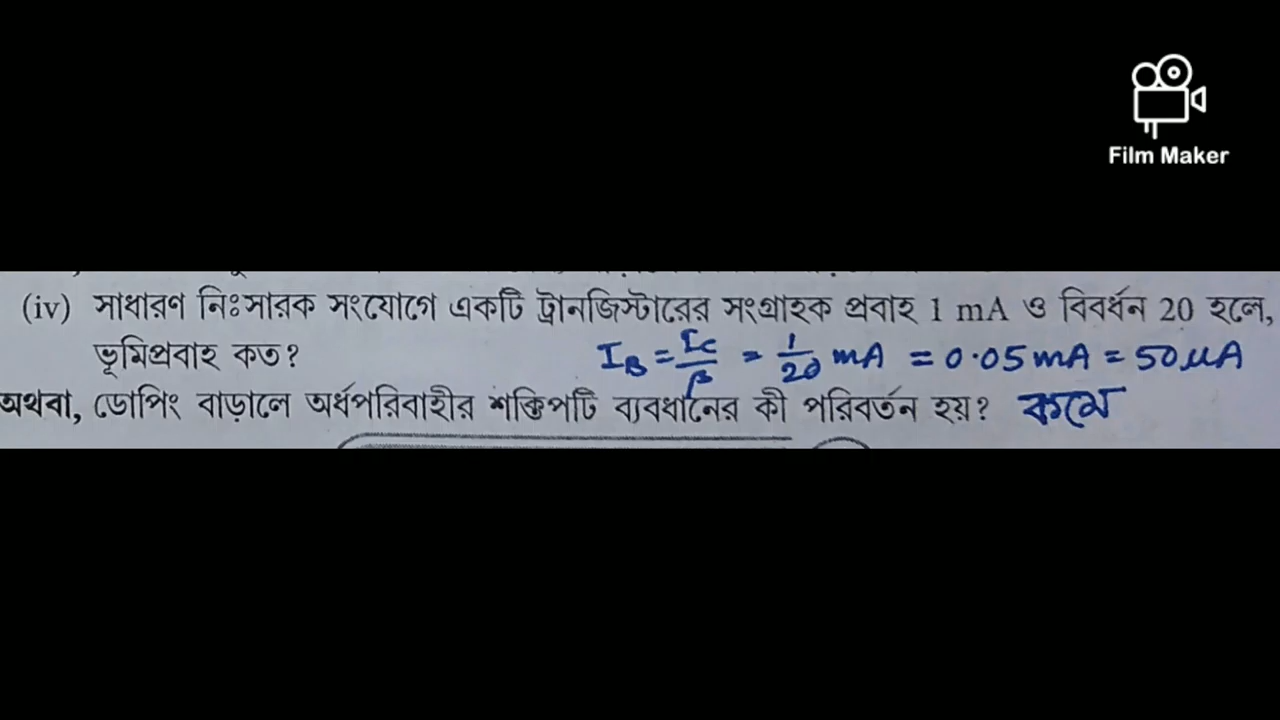 Film Maker
(iv) সাধারণ নিঃসারক সংযোগে একটি ট্রানজিস্টারের সংগ্রাহক প্রবাহ 1 mA ও বিবর্ধন 20 হলে,
ভূমিপ্রবাহ কত? I_B = I_C/β = 1/20 mA = 0.05 mA = 50 μA
অথবা, ডোপিং বাড়ালে অর্ধপরিবাহীর শক্তিপটি ব্যবধানের কী পরিবর্তন হয়? কমে